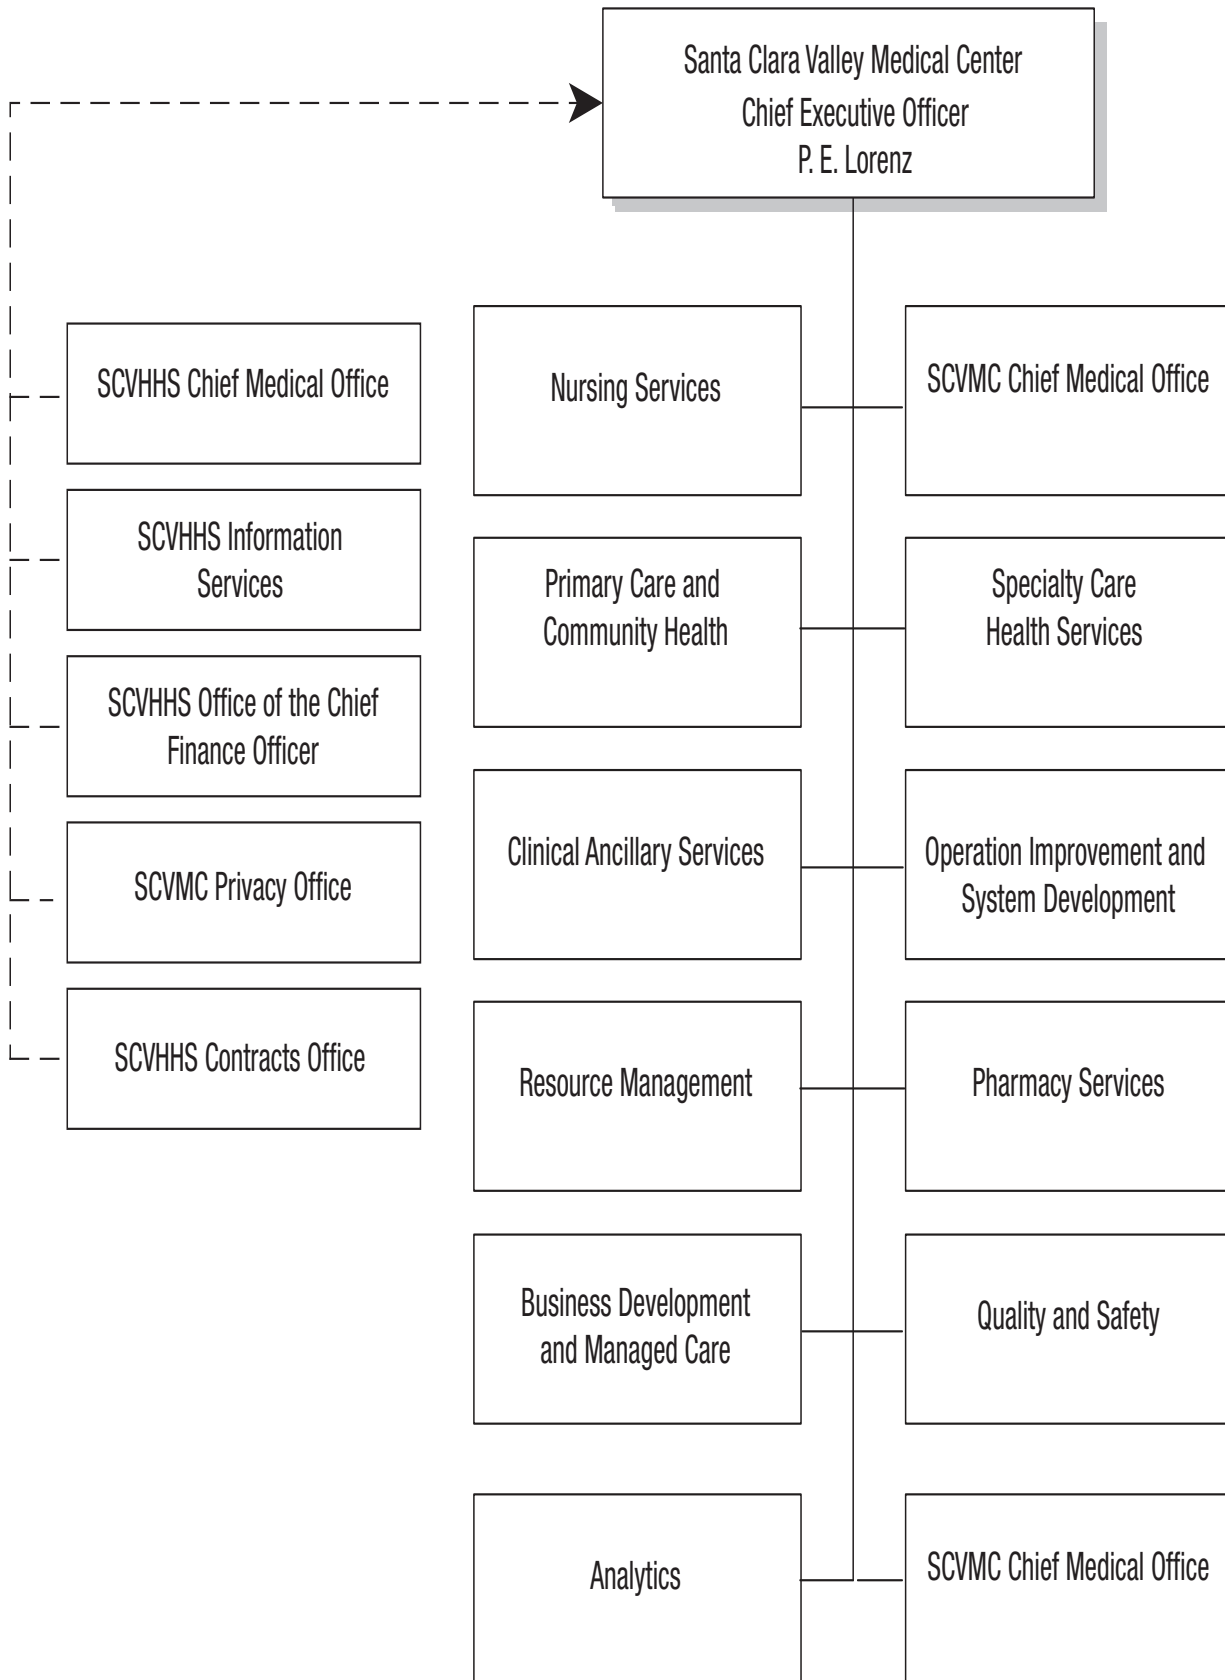 Santa Clara Valley Medical Center
Chief Executive Officer
P. E. Lorenz
SCVHHS Chief Medical Office
SCVHHS Information
Services
SCVHHS Office of the Chief
Finance Officer
SCVMC Privacy Office
SCVHHS Contracts Office
Nursing Services
SCVMC Chief Medical Office
Primary Care and
Community Health
Specialty Care
Health Services
Clinical Ancillary Services
Operation Improvement and
System Development
Resource Management
Pharmacy Services
Business Development
and Managed Care
Quality and Safety
Analytics
SCVMC Chief Medical Office